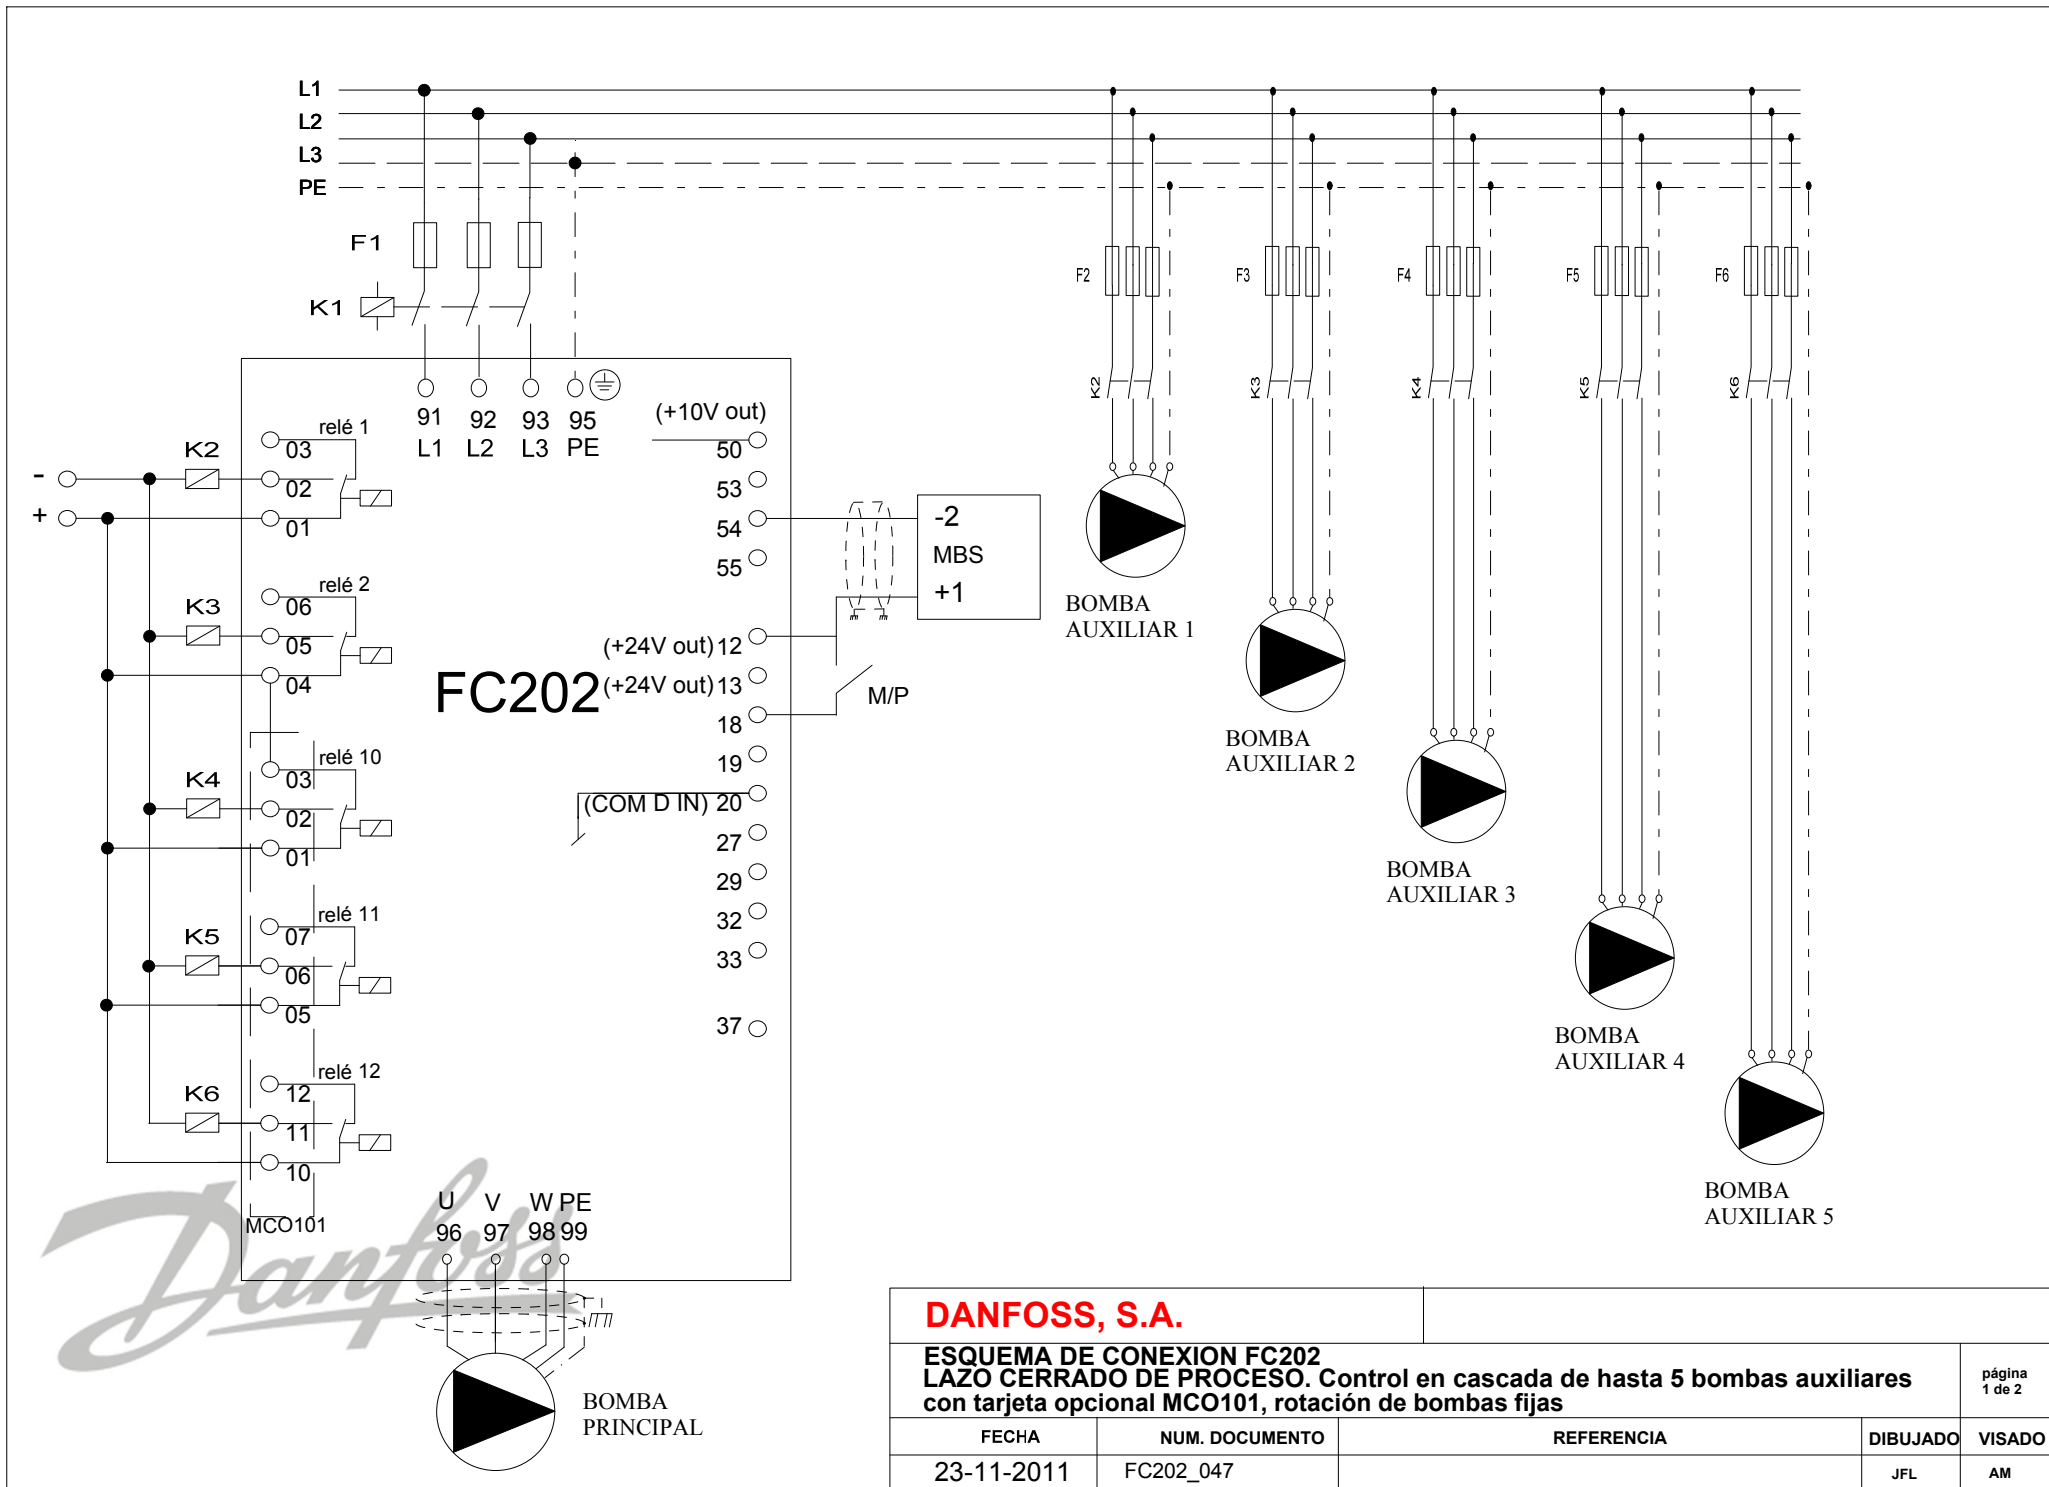 L1
L2
L3
PE
F1
K1
F2
F3
F4
F5
F6
K2
K3
K4
K5
K6
91
92
93
95
L1
L2
L3
PE
(+10V out)
50
53
54
55
(+24V out) 12
(+24V out) 13
18
19
(COM D IN) 20
27
29
32
33
37
-2
MBS
+1
M/P
FC202
-
+
K2
relé 1
03
02
01
K3
relé 2
06
05
04
K4
relé 10
03
02
01
K5
relé 11
07
06
05
K6
relé 12
12
11
10
MCO101
Danfoss
U
V
W
PE
96
97
98
99
BOMBA
PRINCIPAL
BOMBA
AUXILIAR 1
BOMBA
AUXILIAR 2
BOMBA
AUXILIAR 3
BOMBA
AUXILIAR 4
BOMBA
AUXILIAR 5
DANFOSS, S.A.
ESQUEMA DE CONEXION FC202
LAZO CERRADO DE PROCESO. Control en cascada de hasta 5 bombas auxiliares
con tarjeta opcional MCO101, rotación de bombas fijas
página
1 de 2
FECHA
NUM. DOCUMENTO
REFERENCIA
DIBUJADO
VISADO
23-11-2011
FC202_047
JFL
AM